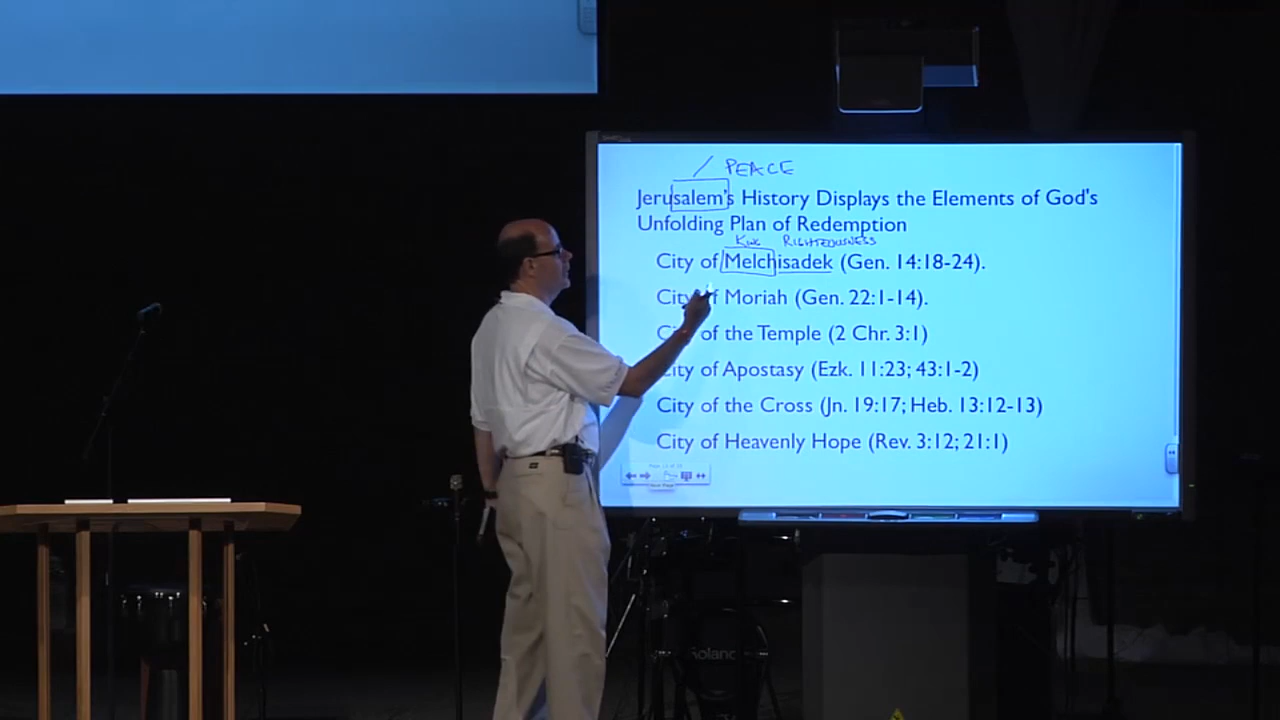 PEACE
Jerusalem's History Displays the Elements of God's
Unfolding Plan of Redemption
KING RIGHTEOUSNESS
City of Melchisadek (Gen. 14:18-24).
City of Moriah (Gen. 22:1-14).
City of the Temple (2 Chr. 3:1)
City of Apostasy (Ezk. 11:23; 43:1-2)
City of the Cross (Jn. 19:17; Heb. 13:12-13)
City of Heavenly Hope (Rev. 3:12; 21:1)
Next Page
Roland